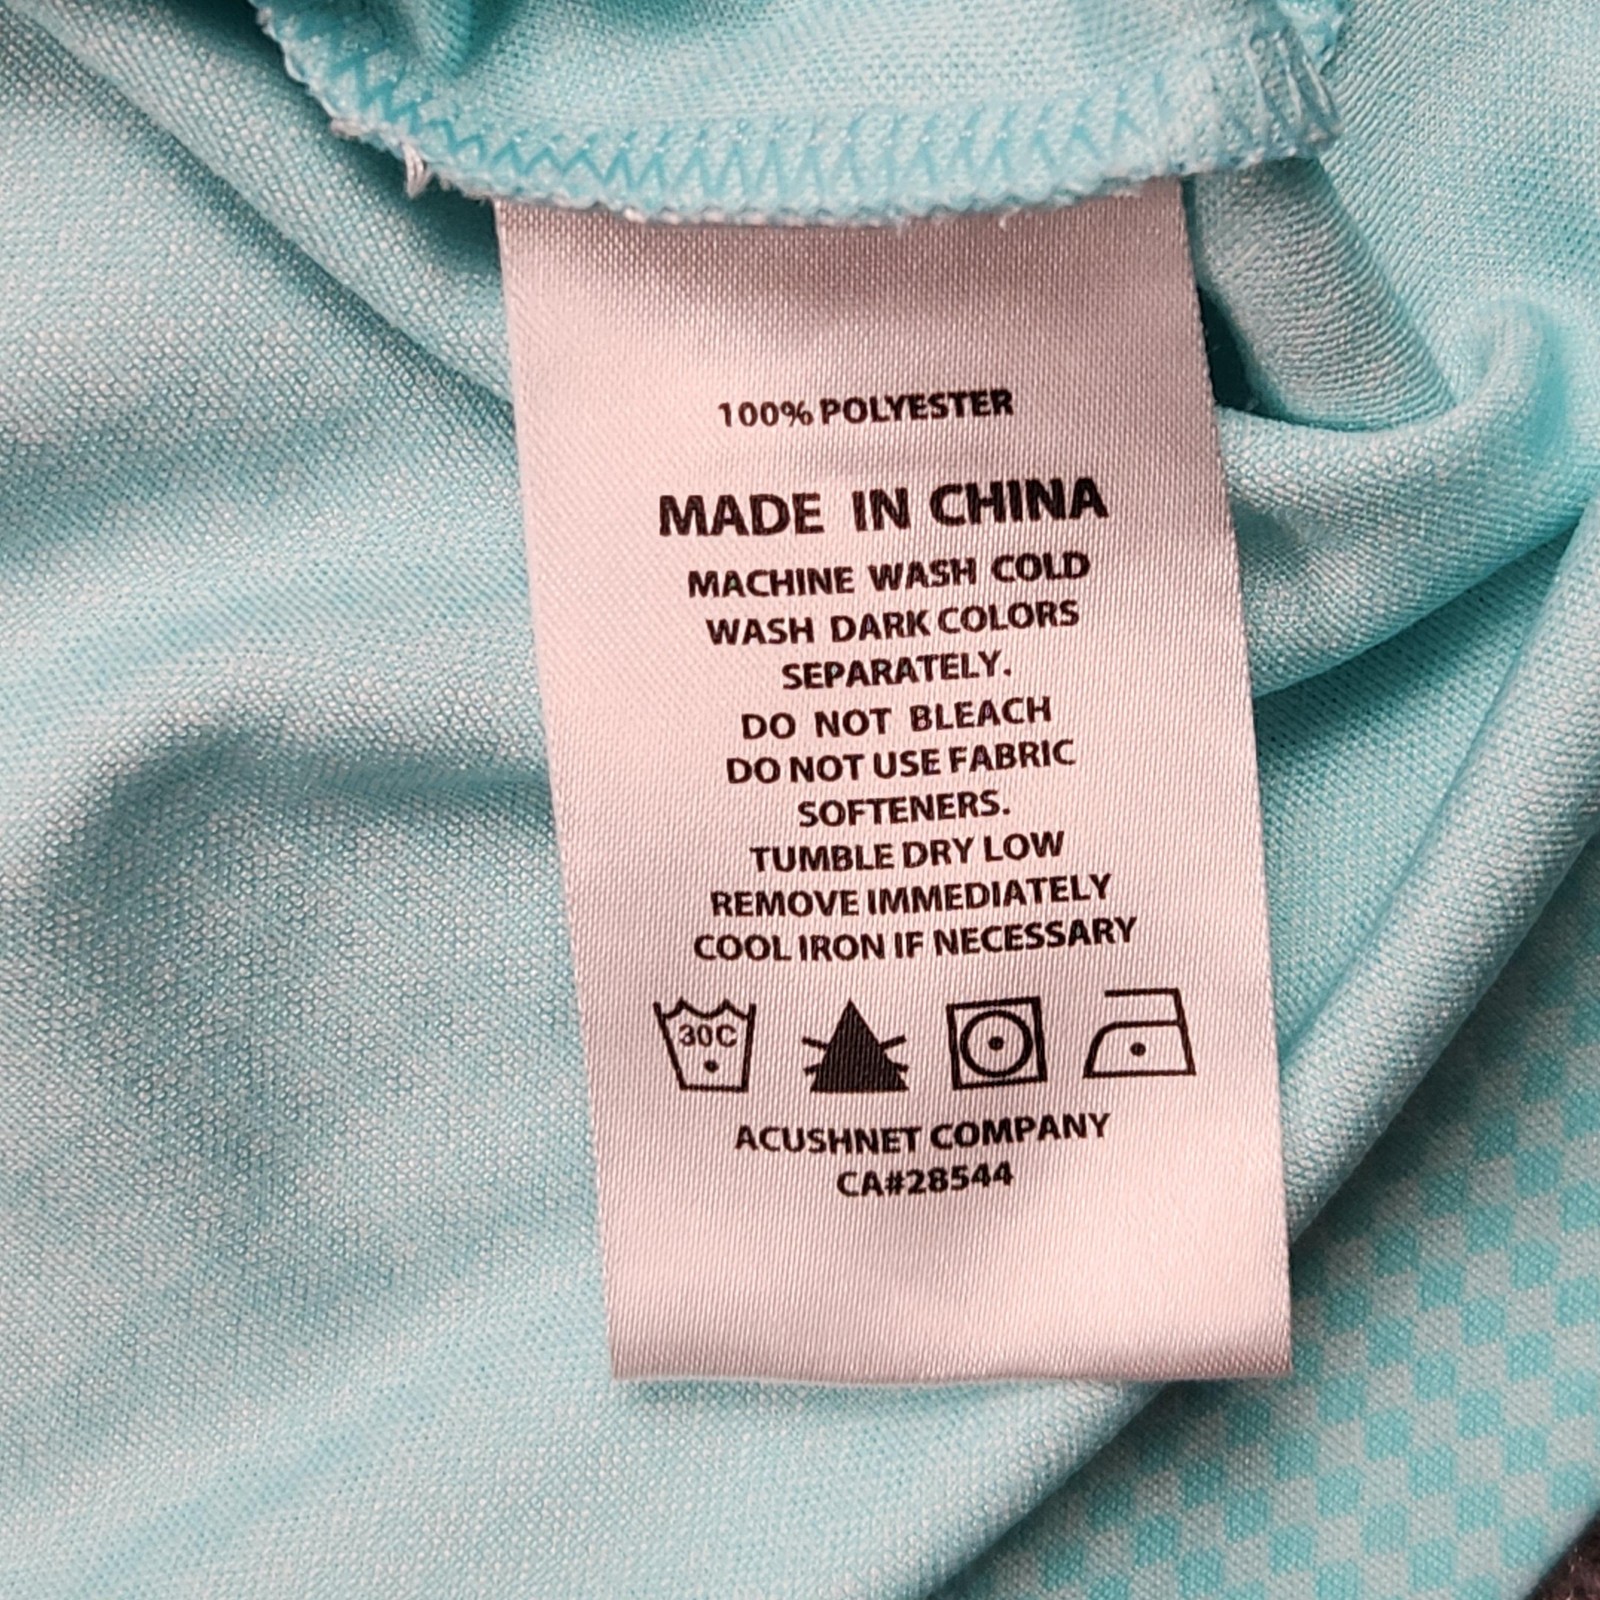 100% POLYESTER
MADE IN CHINA
MACHINE WASH COLD
WASH DARK COLORS
SEPARATELY.
DO NOT BLEACH
DO NOT USE FABRIC
SOFTENERS.
TUMBLE DRY LOW
REMOVE IMMEDIATELY
COOL IRON IF NECESSARY
30C
ACUSHNET COMPANY
CA#28544